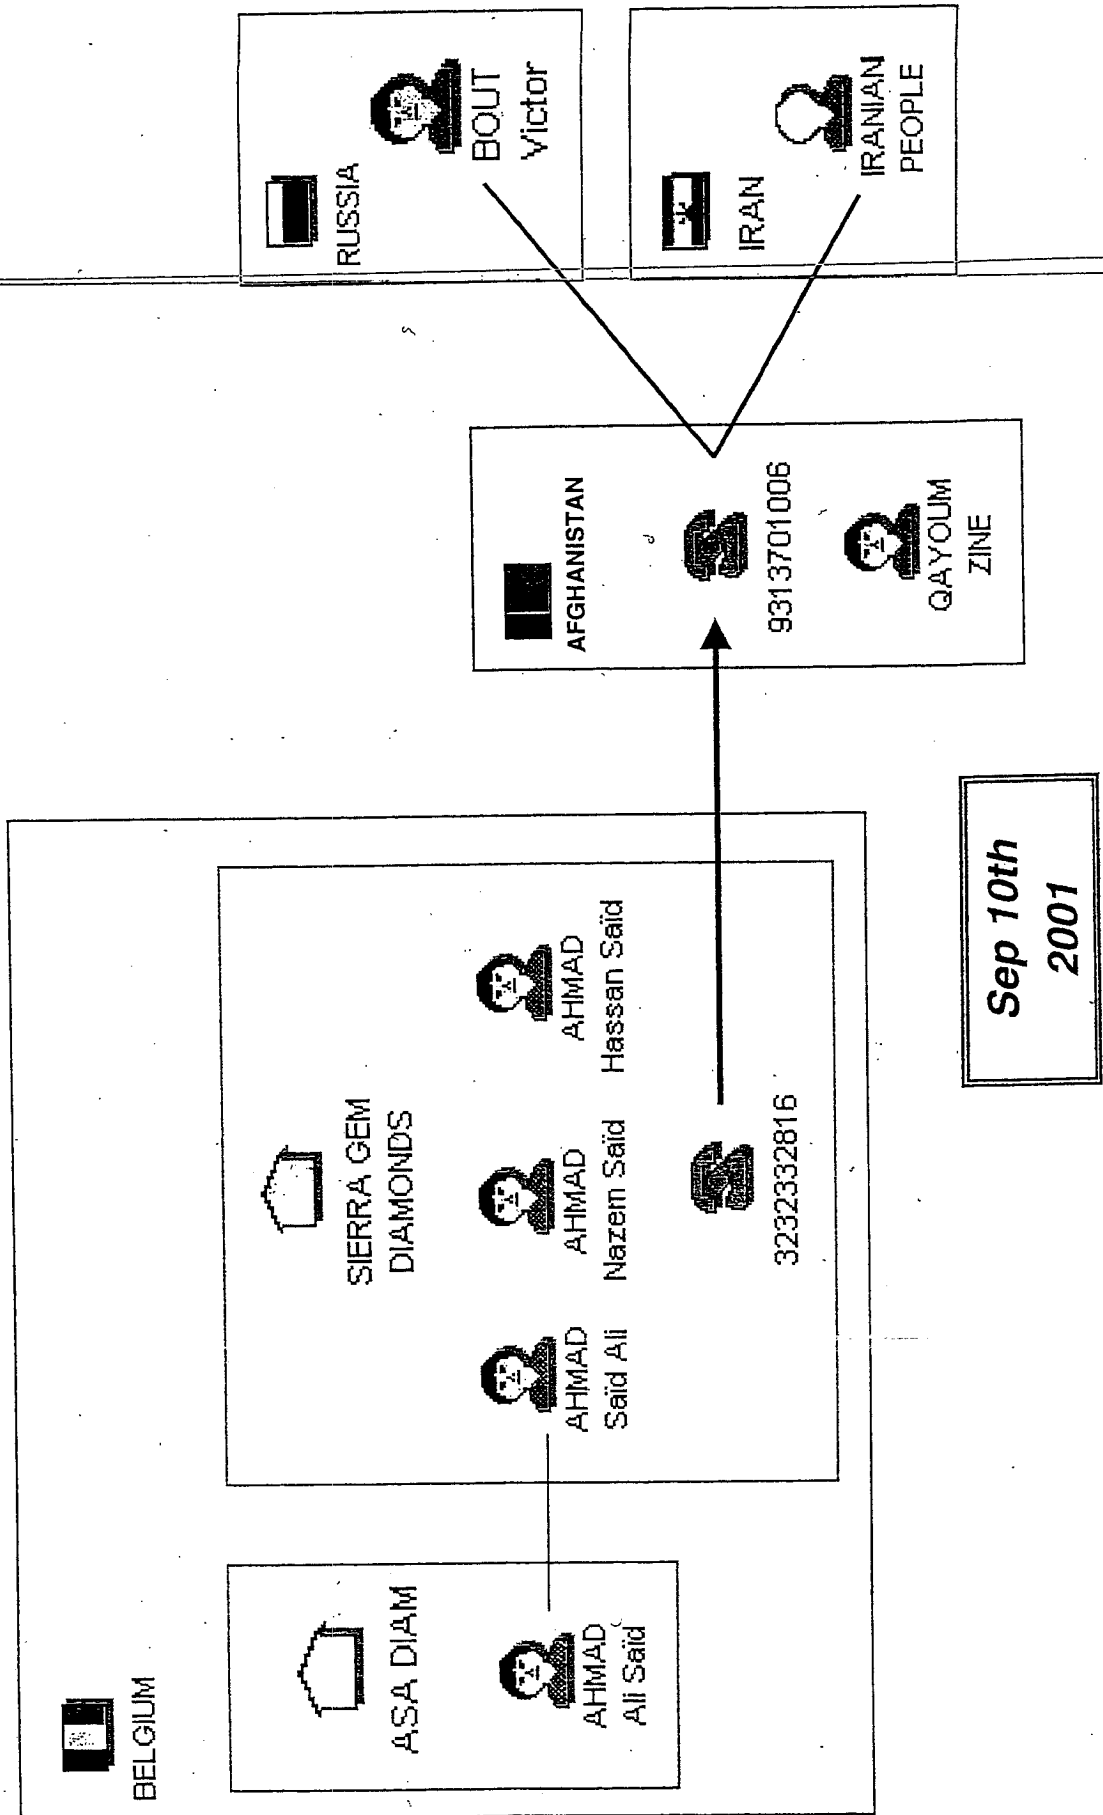 BELGIUM
ASA DIAM
AHMAD
Ali Saïd
SIERRA GEM
DIAMONDS
AHMAD
Saïd Ali
AHMAD
Nazem Saïd
AHMAD
Hassan Saïd
3232332816
Sep 10th
2001
AFGHANISTAN
9313701006
QAYOUM
ZINE
RUSSIA
BOUT
Victor
IRAN
IRANIAN
PEOPLE